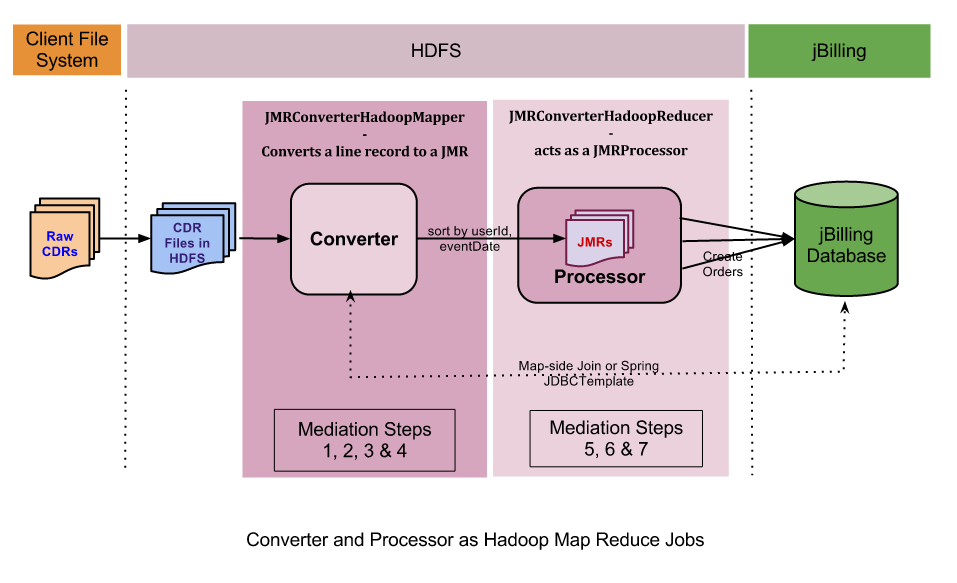 Client File
System
HDFS
jBilling
JMRConverterHadoopMapper
-
Converts a line record to a JMR
JMRConverterHadoopReducer
-
acts as a JMRProcessor
Raw
CDRs
CDR
Files in
HDFS
Converter
sort by userId,
eventDate
JMRs
Processor
Create
Orders
jBilling
Database
Map-side Join or Spring
JDBCTemplate
Mediation Steps
1, 2, 3 & 4
Mediation Steps
5, 6 & 7
Converter and Processor as Hadoop Map Reduce Jobs